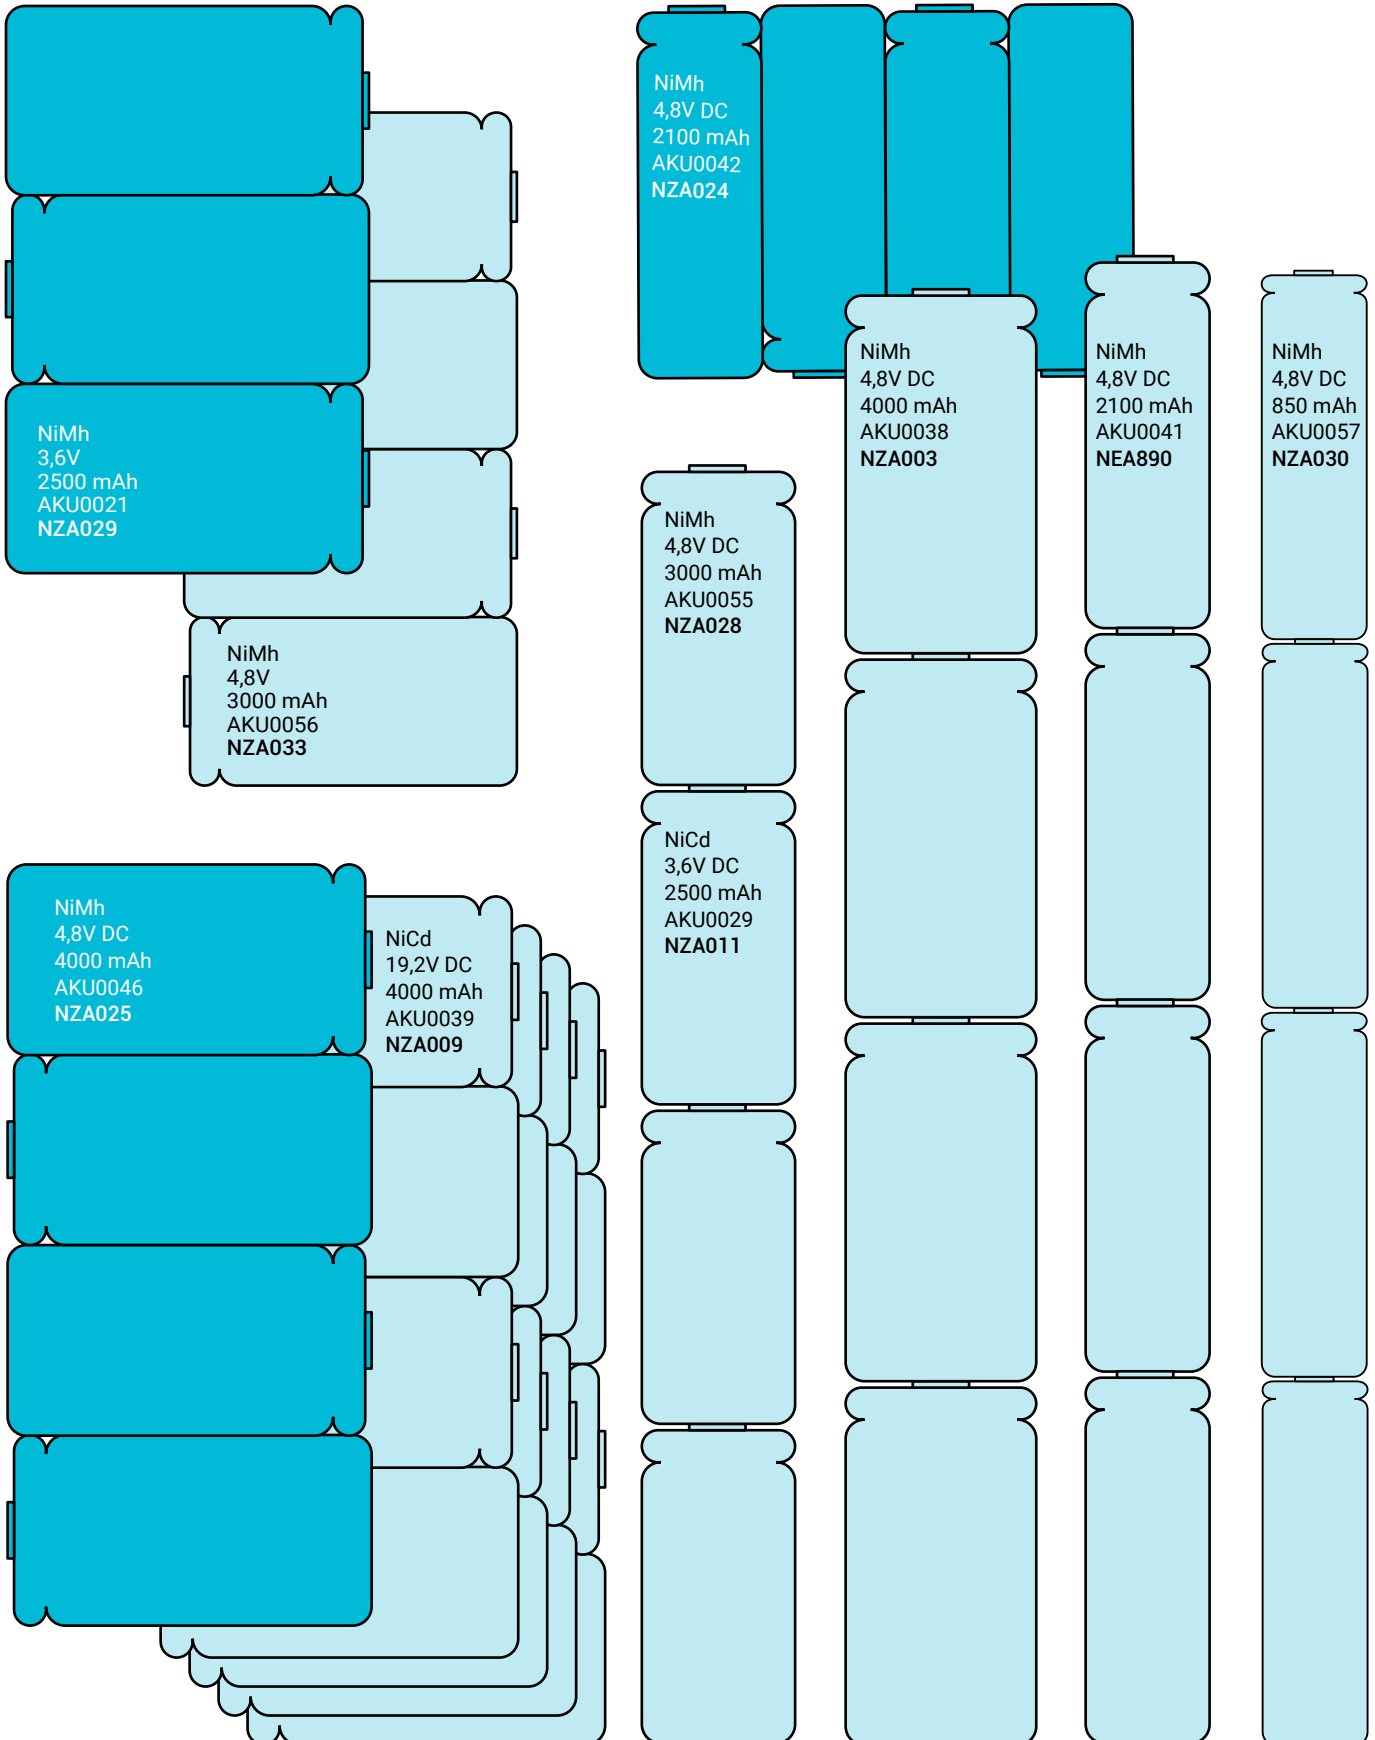 NiMh
3,6V
2500 mAh
AKU0021
NZA029
NiMh
4,8V
3000 mAh
AKU0056
NZA033
NiMh
4,8V DC
2100 mAh
AKU0042
NZA024
NiMh
4,8V DC
4000 mAh
AKU0038
NZA003
NiMh
4,8V DC
2100 mAh
AKU0041
NEA890
NiMh
4,8V DC
850 mAh
AKU0057
NZA030
NiMh
4,8V DC
3000 mAh
AKU0055
NZA028
NiCd
3,6V DC
2500 mAh
AKU0029
NZA011
NiMh
4,8V DC
4000 mAh
AKU0046
NZA025
NiCd
19,2V DC
4000 mAh
AKU0039
NZA009